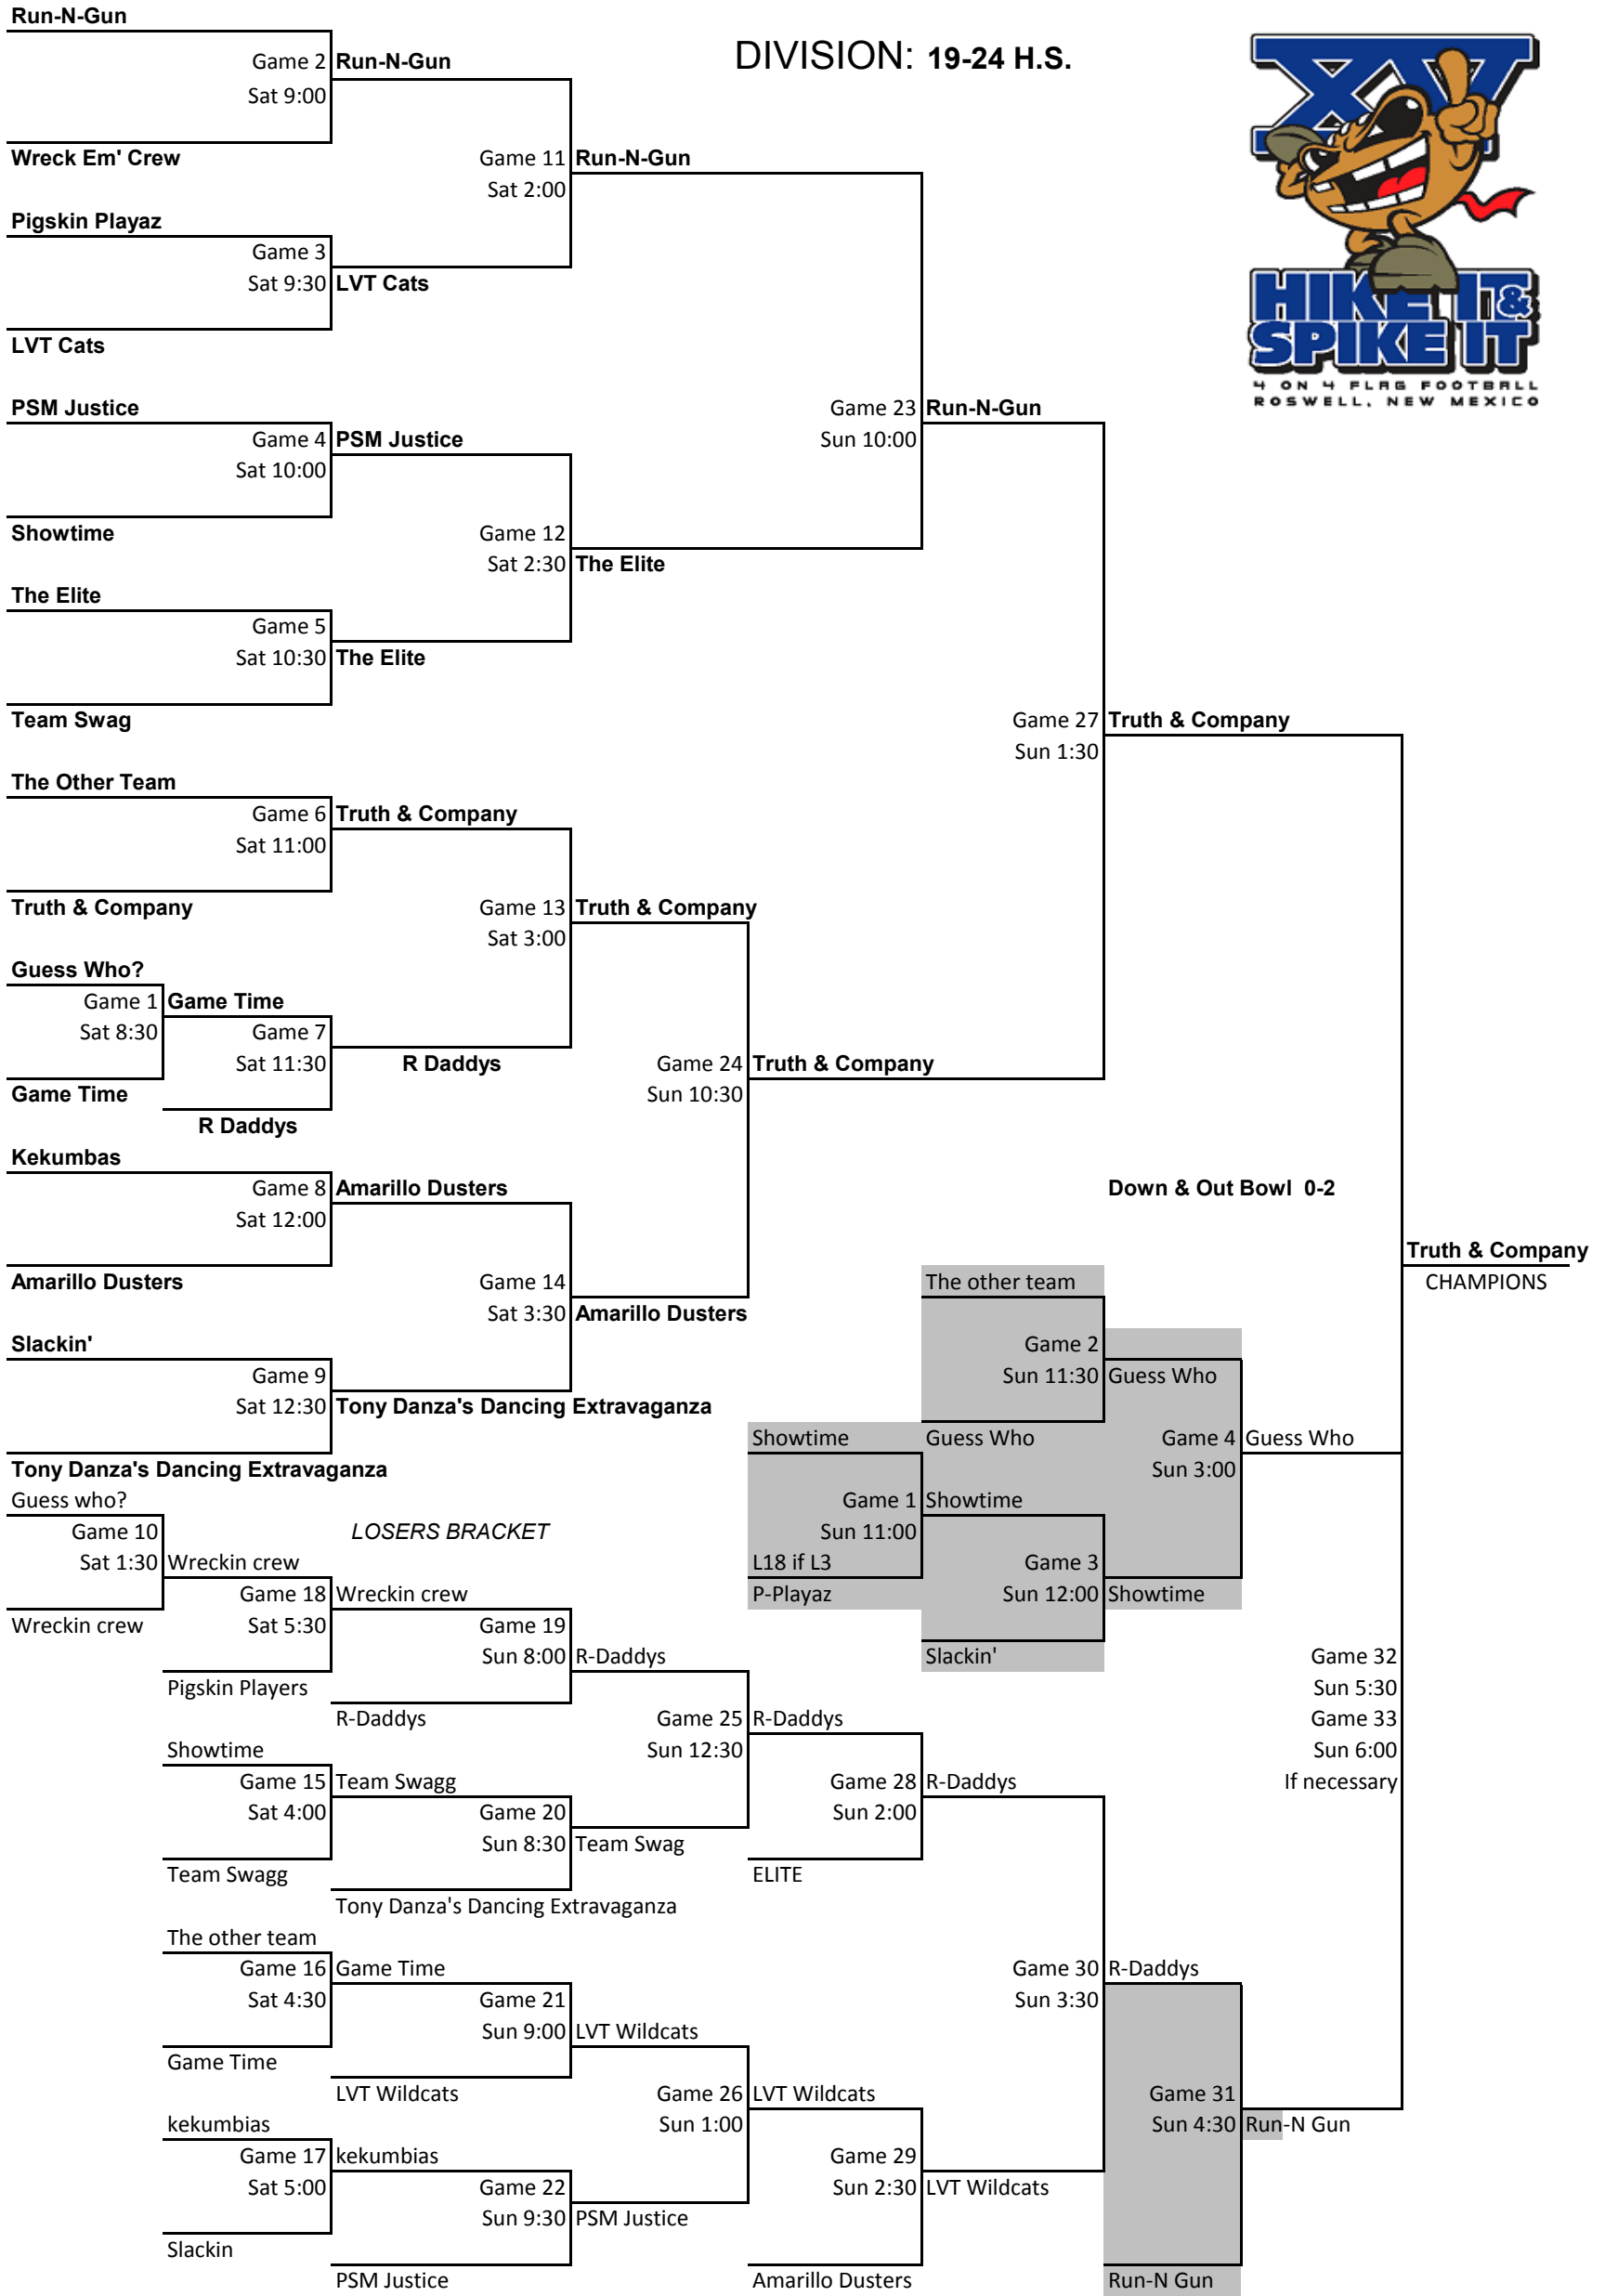 Run-N-Gun
DIVISION: 19-24 H.S.
XV
Game 2 Run-N-Gun
Sat 9:00
Wreck Em' Crew
Game 11 Run-N-Gun
Sat 2:00
Pigskin Playaz
Game 3
Sat 9:30 LVT Cats
HIKE IT &
SPIKE IT
4 ON 4 FLAG FOOTBALL
ROSWELL, NEW MEXICO
LVT Cats
PSM Justice
Game 23 Run-N-Gun
Sun 10:00
Game 4 PSM Justice
Sat 10:00
Showtime
Game 12
Sat 2:30 The Elite
The Elite
Game 5
Sat 10:30 The Elite
Team Swag
Game 27 Truth & Company
Sun 1:30
The Other Team
Game 6 Truth & Company
Sat 11:00
Truth & Company
Game 13 Truth & Company
Sat 3:00
Guess Who?
Game 1 Game Time
Sat 8:30
Game 7
Sat 11:30 R Daddys
Game 24 Truth & Company
Sun 10:30
Game Time
R Daddys
Kekumbas
Game 8 Amarillo Dusters
Sat 12:00
Down & Out Bowl 0-2
Truth & Company
CHAMPIONS
Amarillo Dusters
Game 14
Sat 3:30 Amarillo Dusters
The other team
Slackin'
Game 2
Sun 11:30 Guess Who
Game 9
Sat 12:30 Tony Danza's Dancing Extravaganza
Showtime
Guess Who
Game 4 Guess Who
Sun 3:00
Tony Danza's Dancing Extravaganza
Guess who?
Game 1 Showtime
Sun 11:00
Game 10
Sat 1:30 Wreckin crew
LOSERS BRACKET
L18 if L3
P-Playaz
Game 3
Sun 12:00 Showtime
Game 18 Wreckin crew
Sat 5:30
Wreckin crew
Game 19
Sun 8:00 R-Daddys
Slackin'
Game 32
Sun 5:30
Game 33
Sun 6:00
If necessary
Pigskin Players
R-Daddys
Game 25 R-Daddys
Sun 12:30
Showtime
Game 15 Team Swagg
Sat 4:00
Game 28 R-Daddys
Sun 2:00
Game 20
Sun 8:30 Team Swag
Team Swagg
ELITE
Tony Danza's Dancing Extravaganza
The other team
Game 16 Game Time
Sat 4:30
Game 30 R-Daddys
Sun 3:30
Game 21
Sun 9:00 LVT Wildcats
Game Time
LVT Wildcats
Game 26 LVT Wildcats
Sun 1:00
Game 31
Sun 4:30 Run-N Gun
kekumbias
Game 17 kekumbias
Sat 5:00
Game 29
Sun 2:30 LVT Wildcats
Game 22
Sun 9:30 PSM Justice
Slackin
PSM Justice
Amarillo Dusters
Run-N Gun